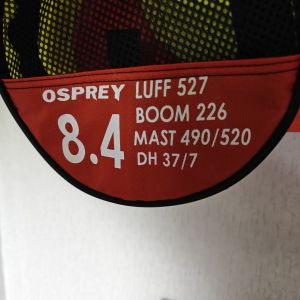 OSPREY
8.4
LUFF 527
BOOM 226
MAST 490/520
DH 37/7